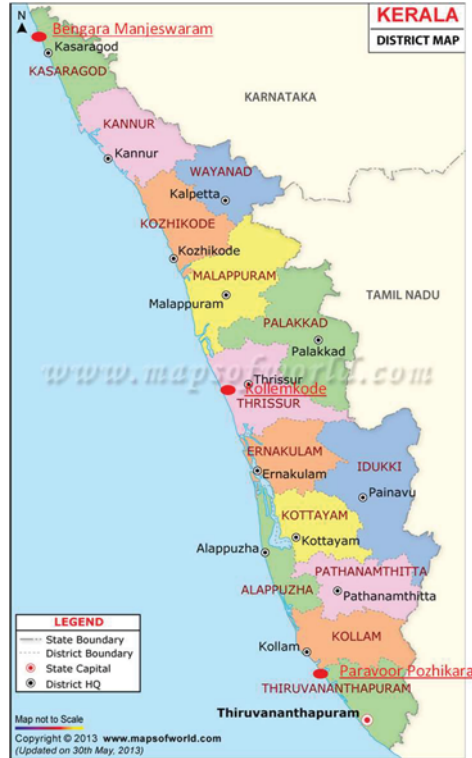 N
KERALA
DISTRICT MAP
Bengara Manjeswaram
Kasaragod
KASARAGOD
KARNATAKA
KANNUR
Kannur
WAYANAD
Kalpetta
KOZHIKODE
Kozhikode
MALAPPURAM
Malappuram
TAMIL NADU
PALAKKAD
Palakkad
www.mapsofworld.com
Thrissur
Kollemkode
THRISSUR
ERNAKULAM
Ernakulam
IDUKKI
Painavu
KOTTAYAM
Kottayam
Alappuzha
PATHANAMTHITTA
Pathanamthitta
ALAPPUZHA
KOLLAM
Kollam
Paravoor Pozhikara
THIRUVANANTHAPURAM
Thiruvananthapuram
LEGEND
State Boundary
District Boundary
State Capital
District HQ
Map not to Scale
Copyright © 2013 www.mapsofworld.com
(Updated on 30th May, 2013)